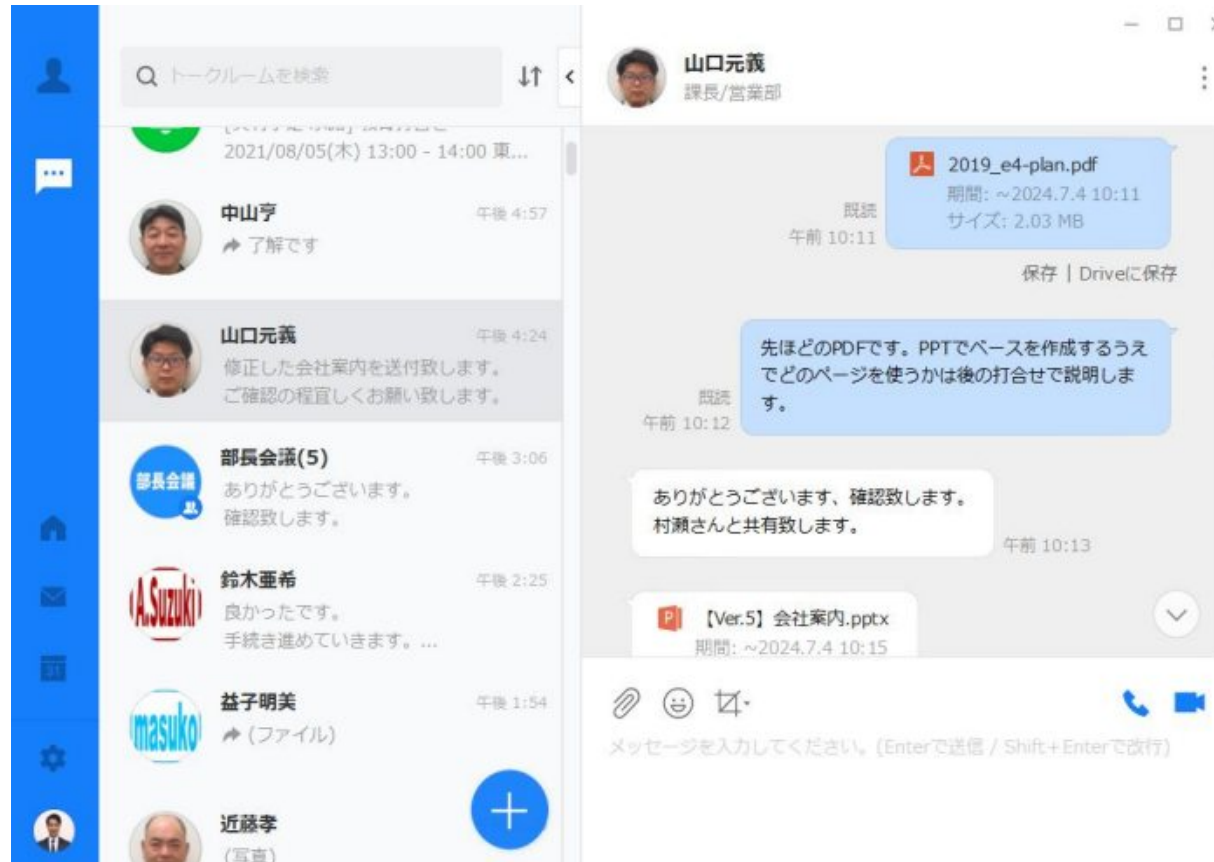 トークルームを検索
2021/08/05(木) 13:00 - 14:00 東...
中山亨
午後 4:57
了解です
山口元義
午後 4:24
修正した会社案内を送付致します。
ご確認の程宜しくお願い致します。
部長会議
部長会議(5)
午後 3:06
ありがとうございます。
確認致します。
A.Suzuki
鈴木亜希
午後 2:25
良かったです。
手続き進めていきます。...
masuko
益子明美
午後 1:54
(ファイル)
近藤孝
(写真)
31
山口元義
課長/営業部
2019_e4-plan.pdf
期間: ~2024.7.4 10:11
サイズ: 2.03 MB
既読
午前 10:11
保存 | Driveに保存
先ほどのPDFです。PPTでベースを作成するうえ
でどのページを使うかは後の打合せで説明しま
す。
既読
午前 10:12
ありがとうございます、確認致します。
村瀬さんと共有致します。
午前 10:13
P
【Ver.5】会社案内.pptx
期間: ~2024.7.4 10:15
メッセージを入力してください。(Enterで送信 / Shift+Enterで改行)